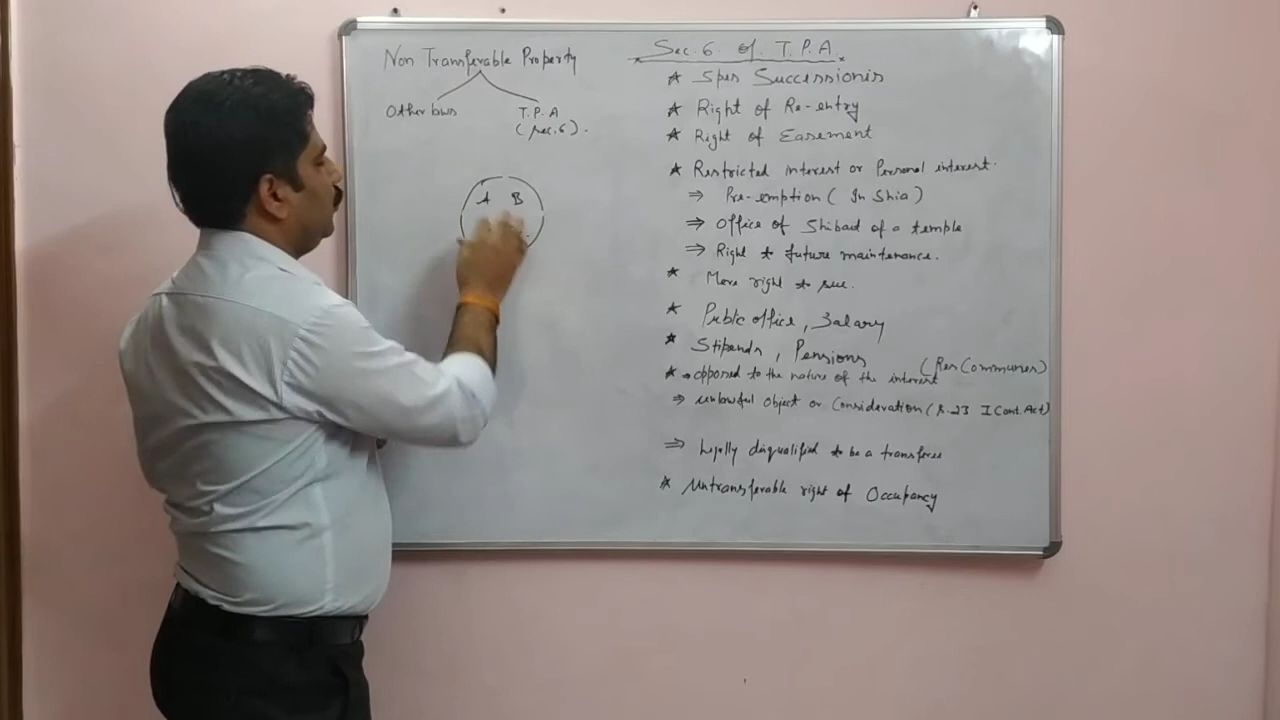 Non Transferable Property
Other laws
T.P.A
(sec.6).
A B
Sec. 6. of T.P.A.
★ Spes Successionis
★ Right of Re-entry
★ Right of Easement
★ Restricted interest or Personal interest.
⇒ Pre-emption (In Shia)
⇒ Office of Shibait of a temple
⇒ Right to future maintenance.
★ Mere right to sue.
★ Public office, Salary
★ Stipends, Pensions
(Res Communes)
★ opposed to the nature of the interest
⇒ unlawful Object or Consideration (s.23 I Cont. Act)
⇒ Legally disqualified to be a transferee
★ Untransferable right of Occupancy